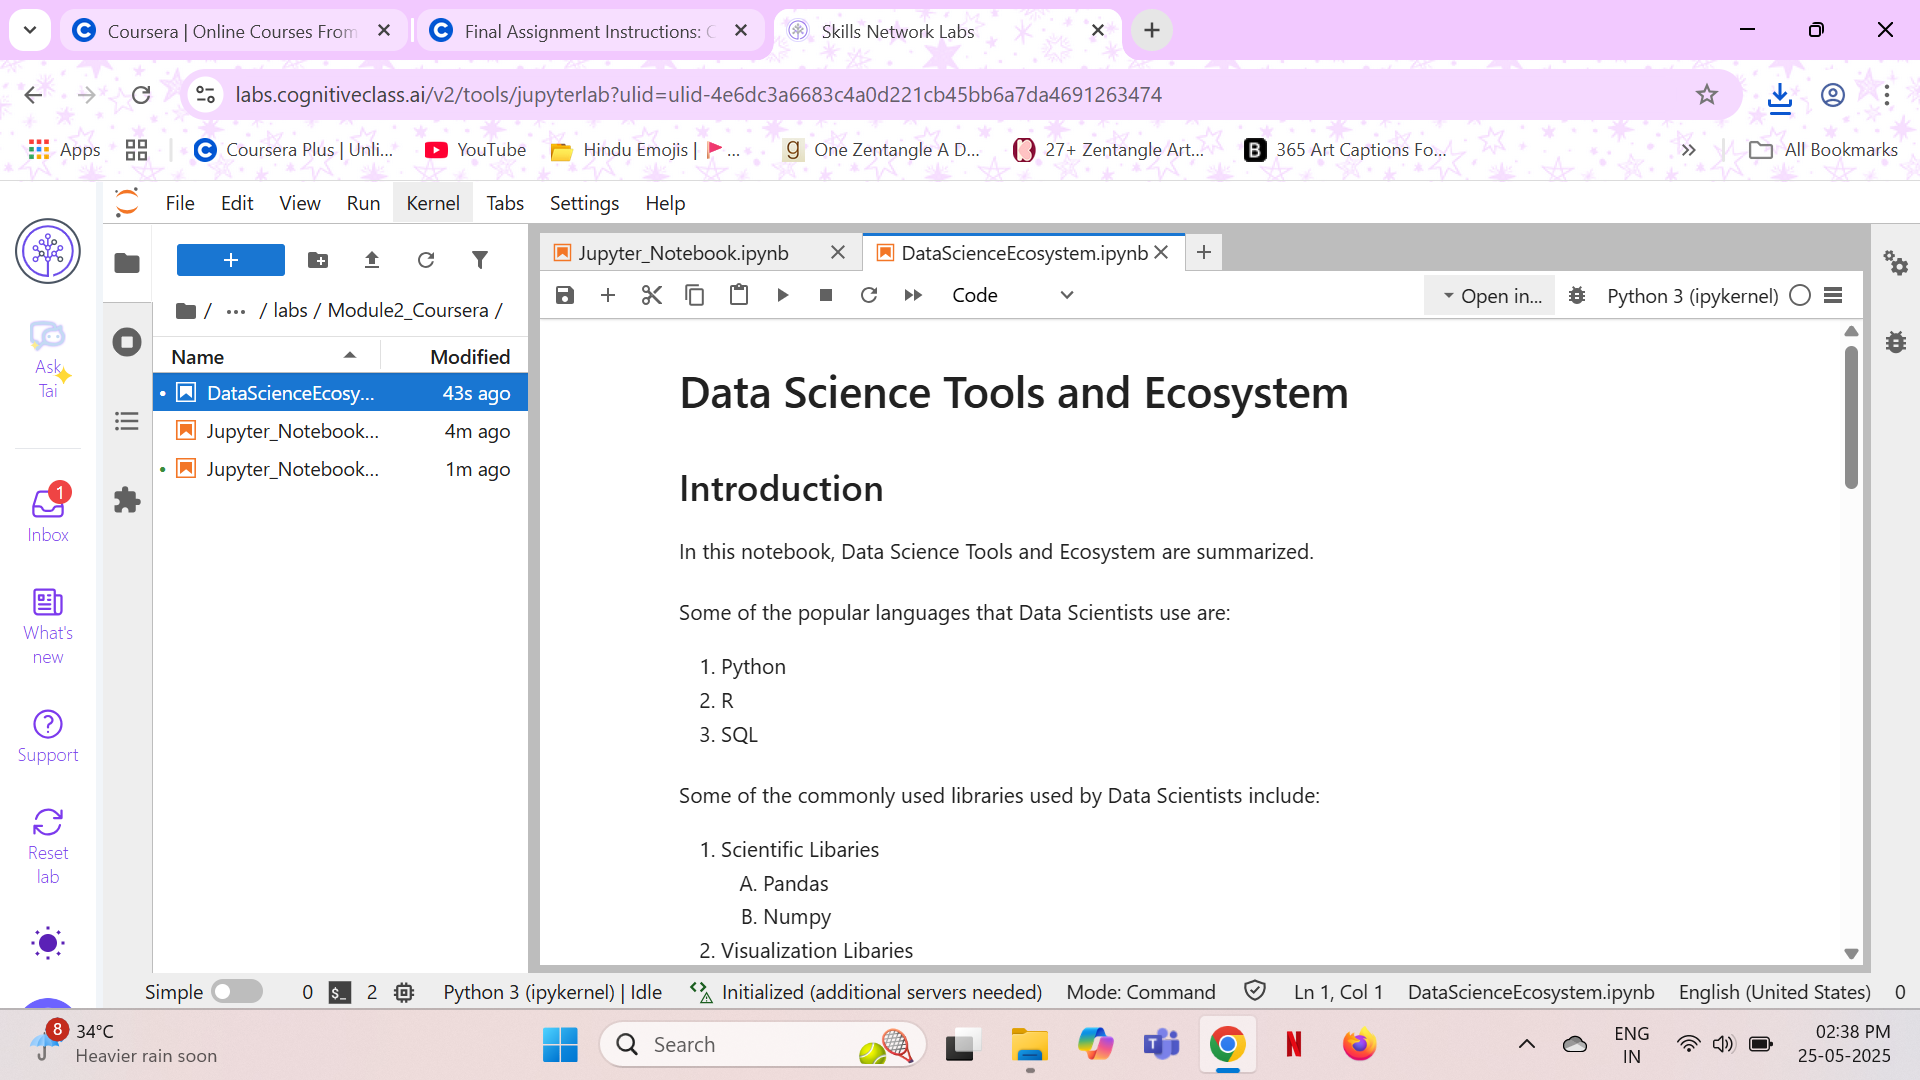 Coursera | Online Courses From
Final Assignment Instructions: C
Skills Network Labs
labs.cognitiveclass.ai/v2/tools/jupyterlab?ulid=ulid-4e6dc3a6683c4a0d221cb45bb6a7da4691263474
Apps
Coursera Plus | Unli...
YouTube
Hindu Emojis | 🚩 ...
g One Zentangle A D...
27+ Zentangle Art...
B 365 Art Captions Fo...
All Bookmarks
File Edit View Run Kernel Tabs Settings Help
Ask
Tai
1
Inbox
What's
new
Support
Reset
lab
/ ... / labs / Module2_Coursera /
Name Modified
DataScienceEcosy... 43s ago
Jupyter_Notebook... 4m ago
Jupyter_Notebook... 1m ago
Jupyter_Notebook.ipynb
DataScienceEcosystem.ipynb
Code
Open in...
Python 3 (ipykernel)
Data Science Tools and Ecosystem
Introduction
In this notebook, Data Science Tools and Ecosystem are summarized.
Some of the popular languages that Data Scientists use are:
1. Python
2. R
3. SQL
Some of the commonly used libraries used by Data Scientists include:
1. Scientific Libaries
A. Pandas
B. Numpy
2. Visualization Libaries
Simple 0 $_ 2 Python 3 (ipykernel) | Idle Initialized (additional servers needed) Mode: Command Ln 1, Col 1 DataScienceEcosystem.ipynb English (United States) 0
8
34°C
Heavier rain soon
Search
T
N
ENG
IN
02:38 PM
25-05-2025